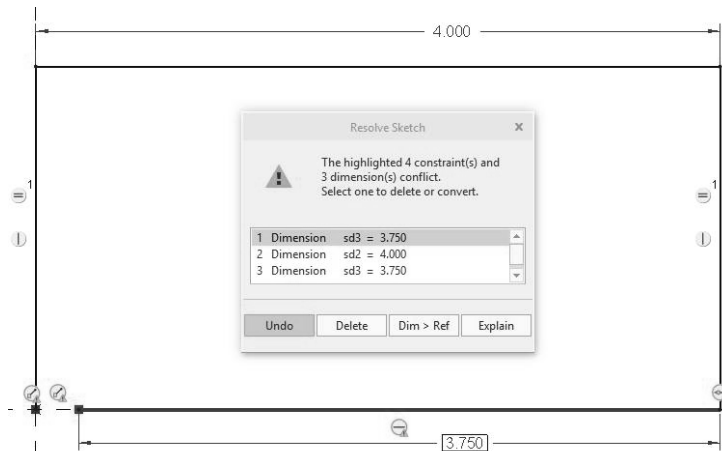 4.000
Resolve Sketch x
The highlighted 4 constraint(s) and
3 dimension(s) conflict.
Select one to delete or convert.
1
1
1 Dimension sd3 = 3.750
2 Dimension sd2 = 4.000
3 Dimension sd3 = 3.750
Undo Delete Dim > Ref Explain
3.750